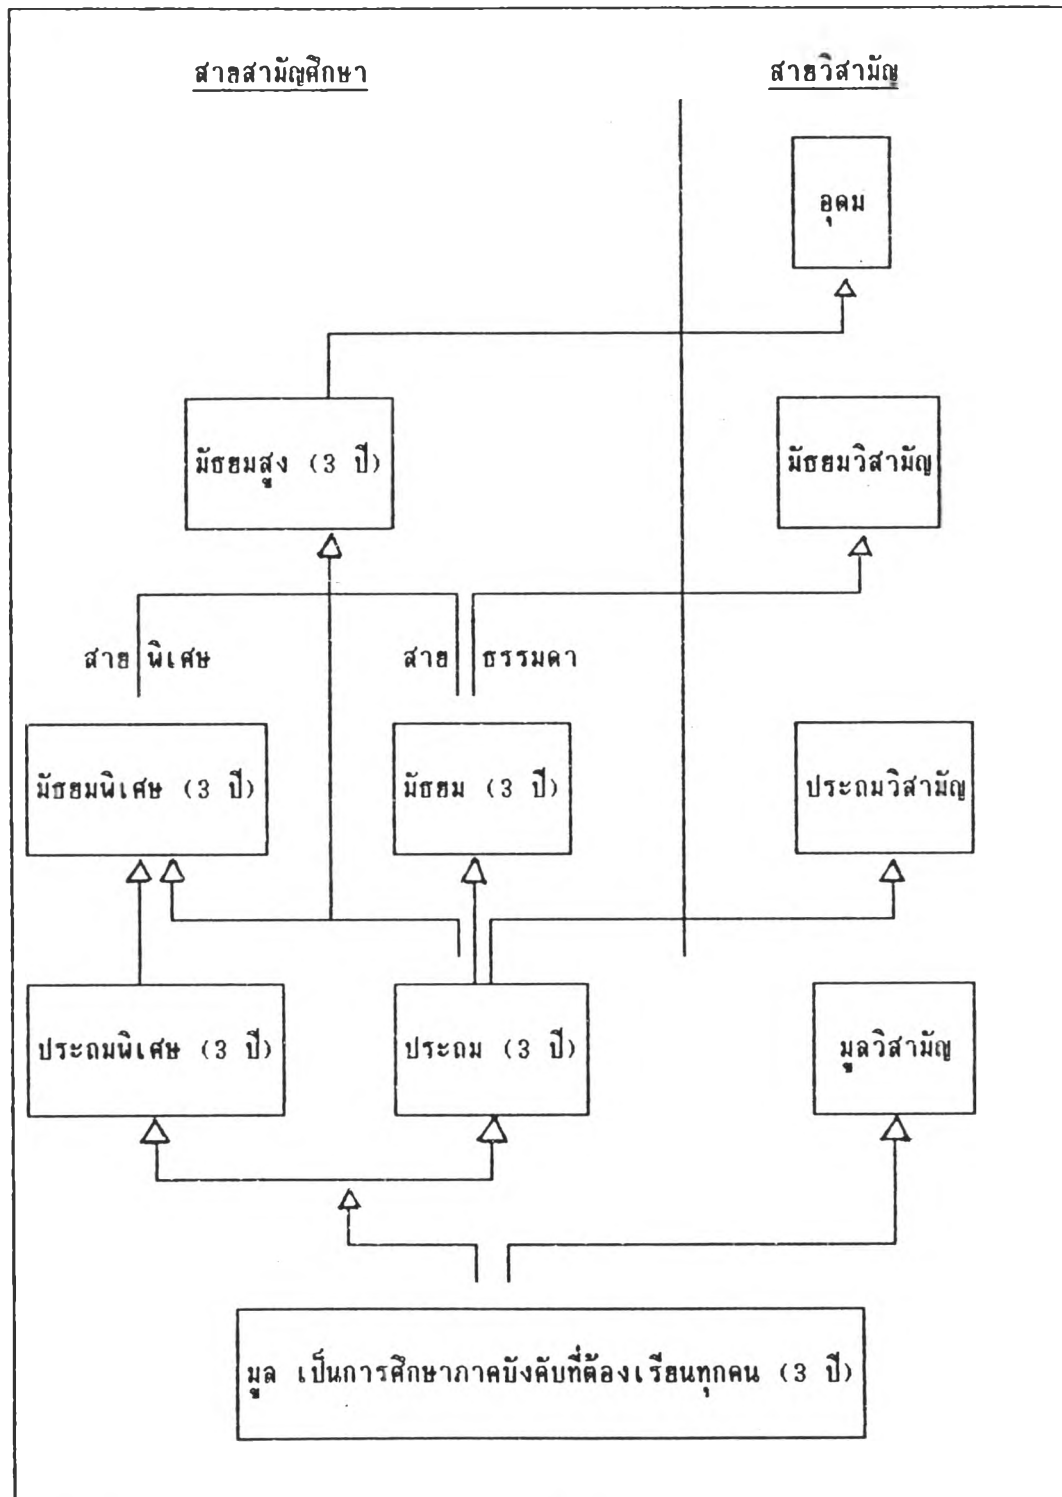 สายสามัญศึกษา
สายวิสามัญ
อุดม
มัธยมสูง (3 ปี)
มัธยมวิสามัญ
สายพิเศษ
สายธรรมดา
มัธยมพิเศษ (3 ปี)
มัธยม (3 ปี)
ประถมวิสามัญ
ประถมพิเศษ (3 ปี)
ประถม (3 ปี)
มูลวิสามัญ
มูล เป็นการศึกษาภาคบังคับที่ต้องเรียนทุกคน (3 ปี)